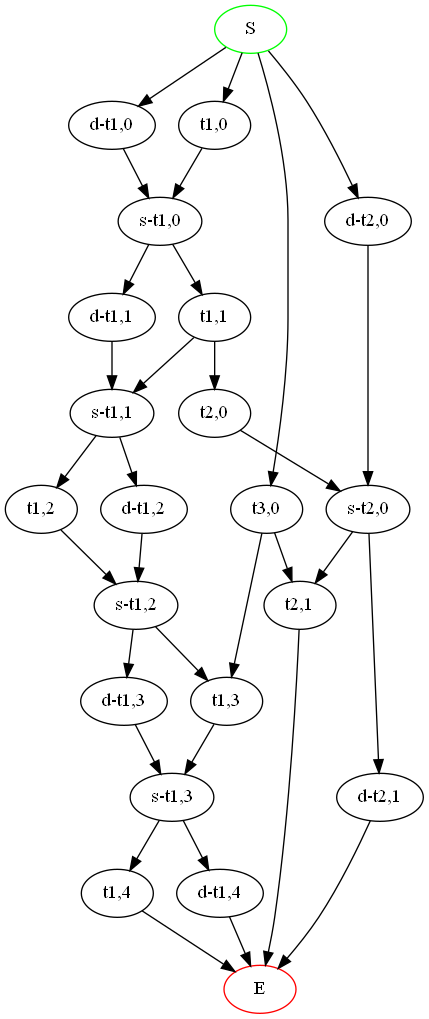 S
d-t1,0
t1,0
s-t1,0
d-t2,0
d-t1,1
t1,1
s-t1,1
t2,0
t1,2
d-t1,2
t3,0
s-t2,0
s-t1,2
t2,1
d-t1,3
t1,3
s-t1,3
d-t2,1
t1,4
d-t1,4
E